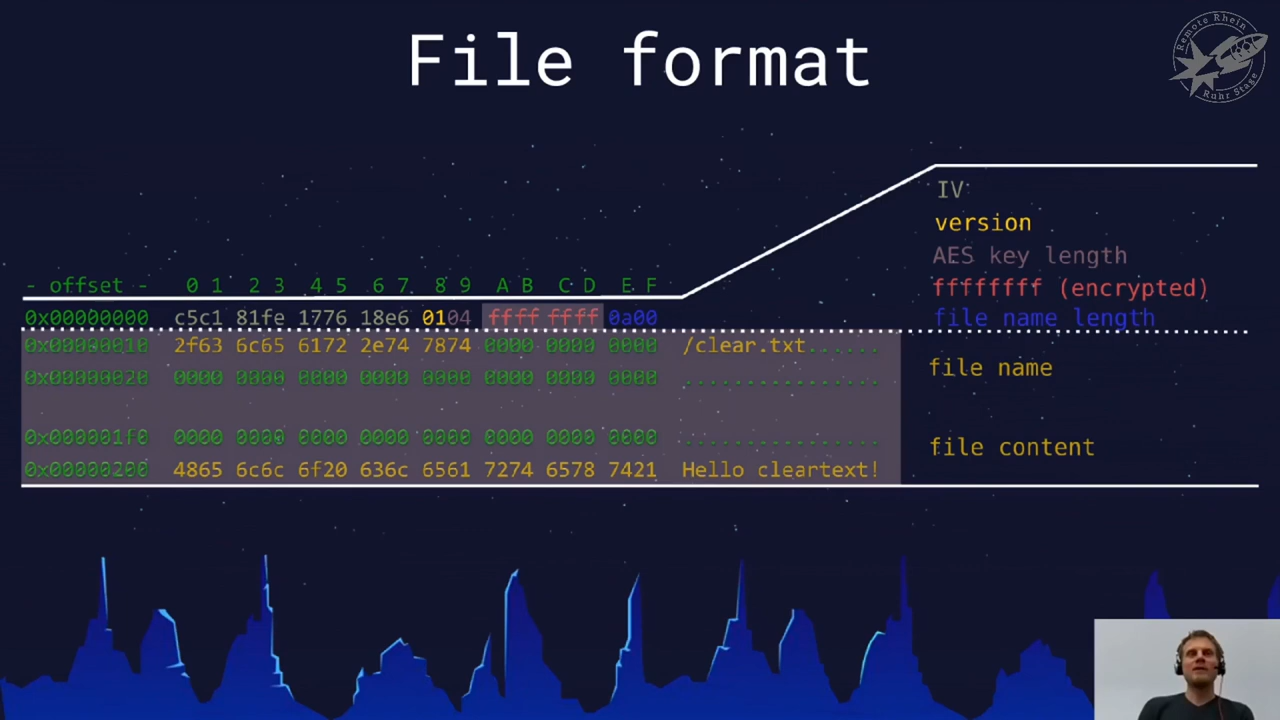 File format
Remote Rhein
Ruhr Stage
IV
version
AES key length
ffffffff (encrypted)
file name length
file name
file content
- offset - 0 1 2 3 4 5 6 7 8 9 A B C D E F
0x00000000 c5c1 81fe 1776 18e6 0104 ffff ffff 0a00
0x00000010 2f63 6c65 6172 2e74 7874 0000 0000 0000 /clear.txt......
0x00000020 0000 0000 0000 0000 0000 0000 0000 0000 ................
0x000001f0 0000 0000 0000 0000 0000 0000 0000 0000 ................
0x00000200 4865 6c6c 6f20 636c 6561 7274 6578 7421 Hello cleartext!